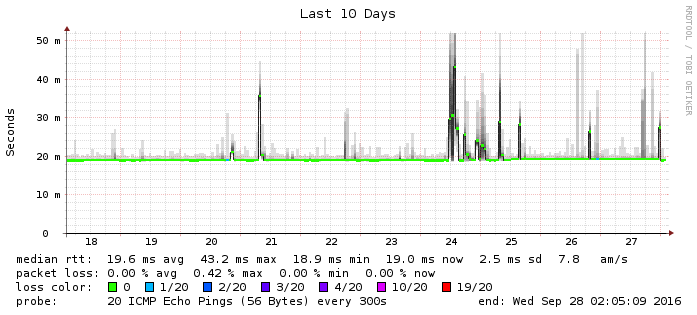 Last 10 Days
RRDTOOL / TOBI OETIKER
Seconds
50 m
40 m
30 m
20 m
10 m
0
18 19 20 21 22 23 24 25 26 27
median rtt: 19.6 ms avg 43.2 ms max 18.9 ms min 19.0 ms now 2.5 ms sd 7.8 am/s
packet loss: 0.00 % avg 0.42 % max 0.00 % min 0.00 % now
loss color: 0 1/20 2/20 3/20 4/20 10/20 19/20
probe: 20 ICMP Echo Pings (56 Bytes) every 300s end: Wed Sep 28 02:05:09 2016